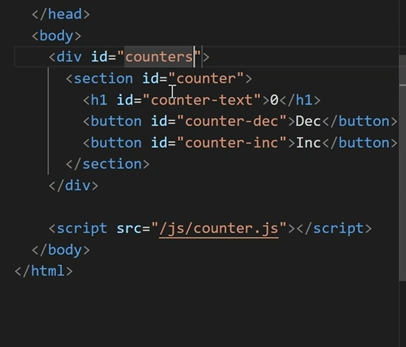 </head>
<body>
<div id="counters">
<section id="counter">
<h1 id="counter-text">0</h1>
<button id="counter-dec">Dec</button>
<button id="counter-inc">Inc</button>
</section>
</div>
<script src="/js/counter.js"></script>
</body>
</html>